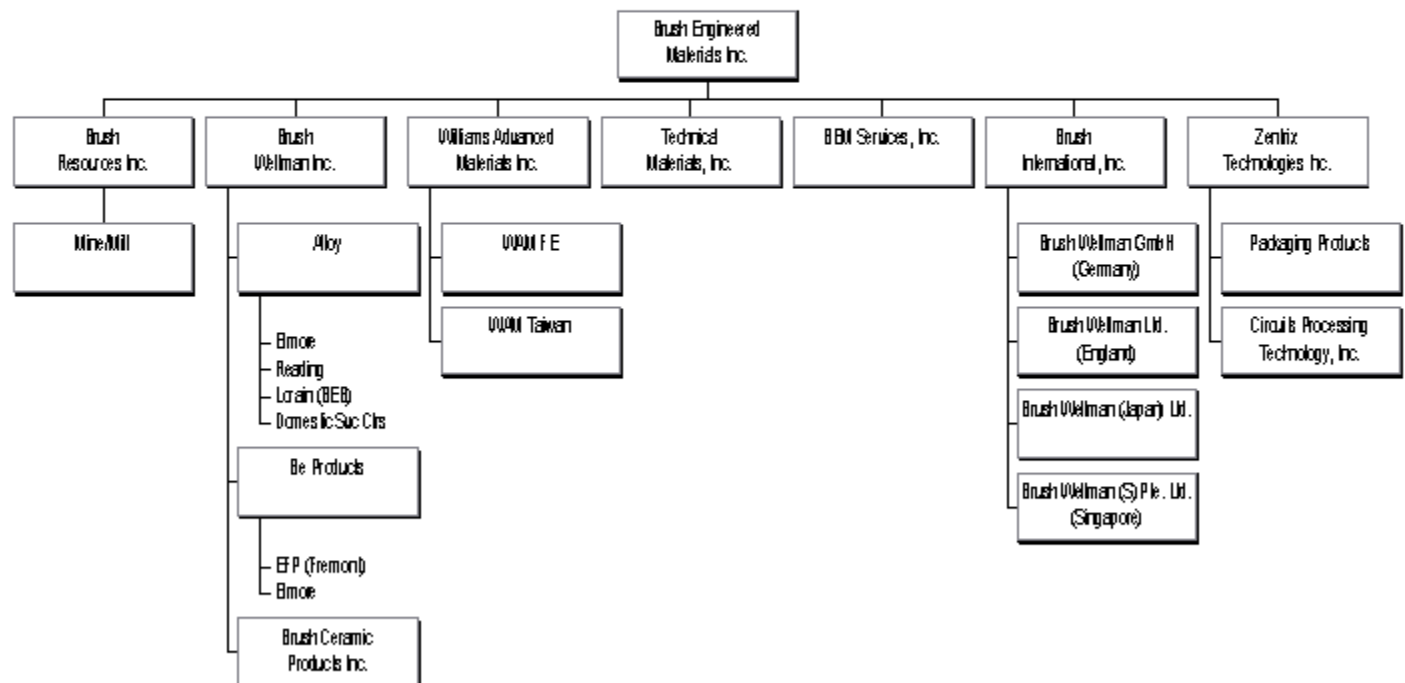 Brush Engineered
Materials Inc.
Brush
Resources Inc.
Brush
Wellman Inc.
Williams Advanced
Materials Inc.
Technical
Materials, Inc.
BEM Services, Inc.
Brush
International, Inc.
Zentrix
Technologies Inc.
Mine/Mill
Alloy
Elmore
Reading
Lorain (BEB)
Domestic Svc Ctrs
Be Products
EFP (Fremont)
Elmore
Brush Ceramic
Products Inc.
WAM F E
WAM Taiwan
Brush Wellman GmbH
(Germany)
Brush Wellman Ltd.
(England)
Brush Wellman (Japan) Ltd.
Brush Wellman (S) Pte. Ltd.
(Singapore)
Packaging Products
Circuits Processing
Technology, Inc.